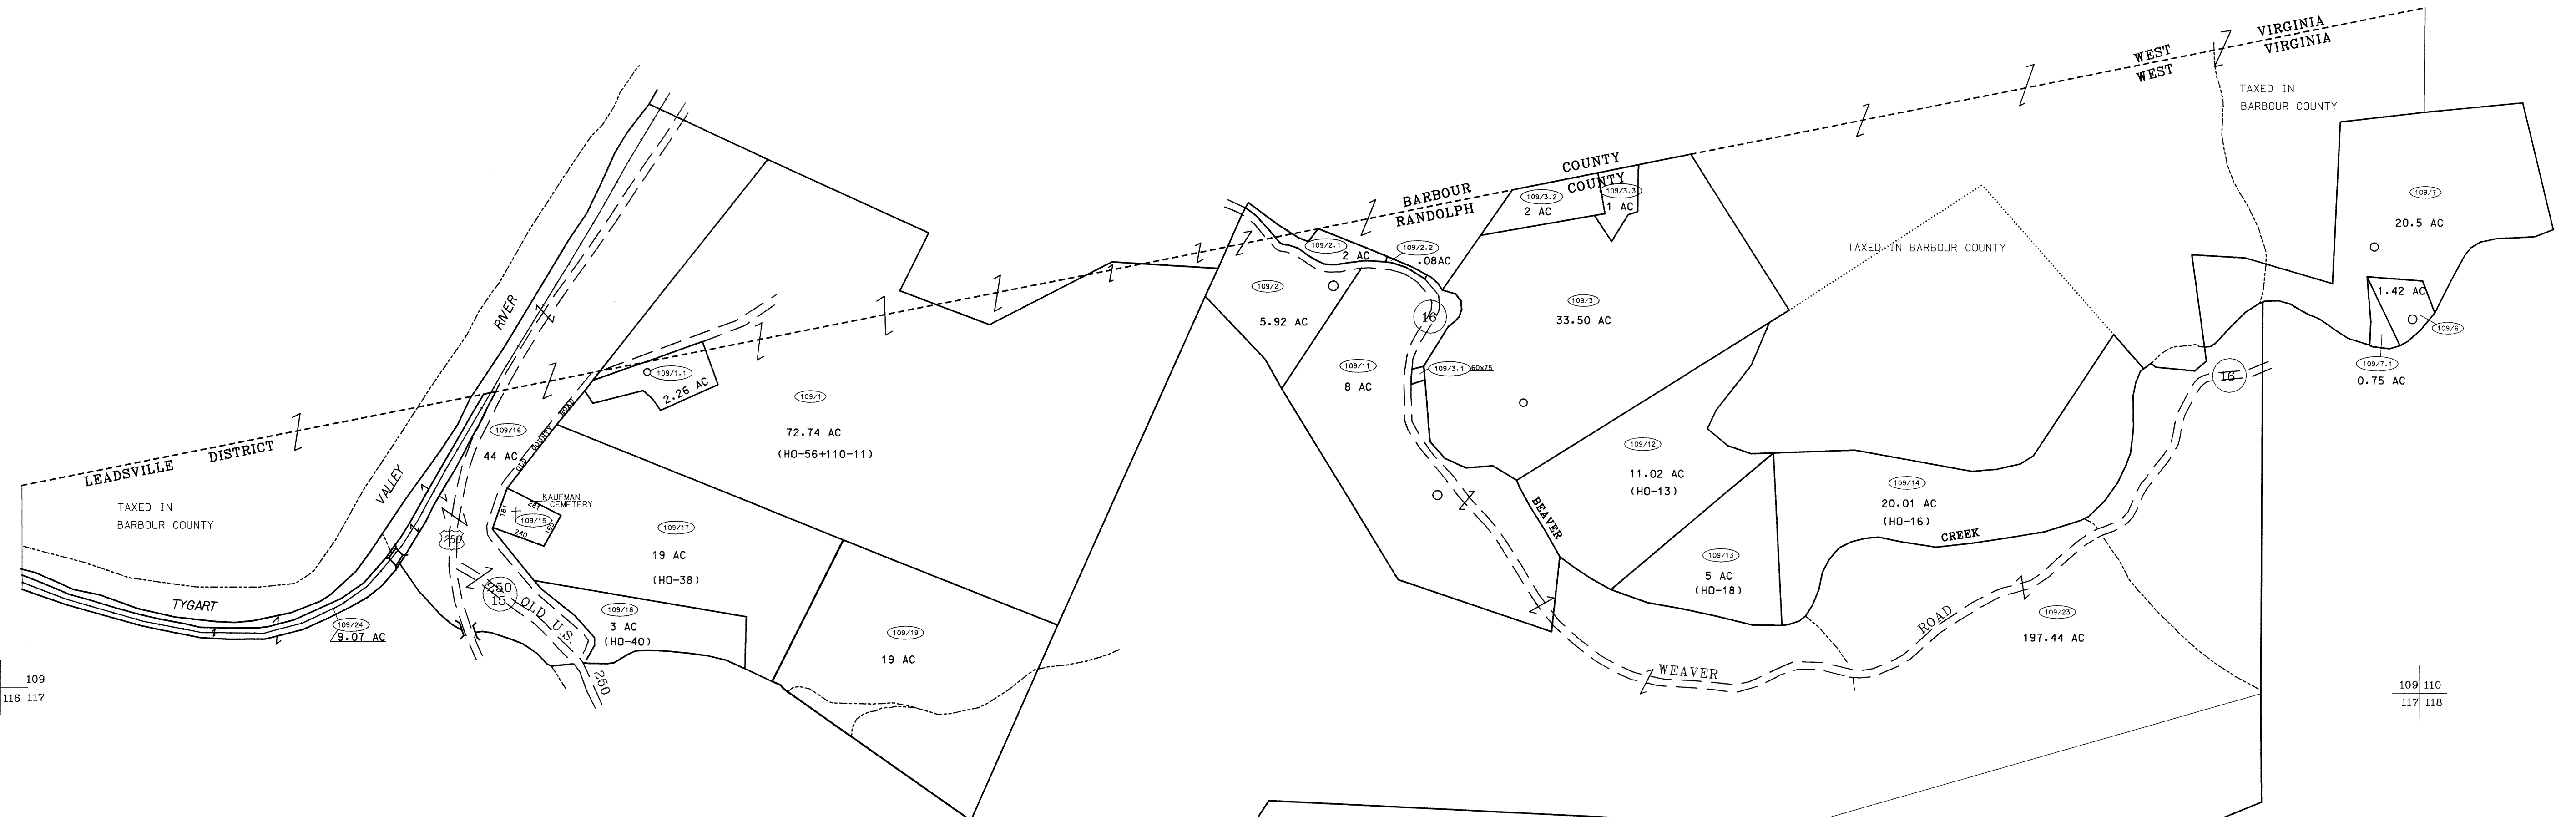 WEST VIRGINIA
WEST VIRGINIA
TAXED IN
BARBOUR COUNTY
BARBOUR COUNTY
RANDOLPH COUNTY
109/7
20.5 AC
1.42 AC
109/6
109/7.1
0.75 AC
109/3.2
2 AC
109/3.3
1 AC
TAXED IN BARBOUR COUNTY
109/2.1
2 AC
109/2.2
.08AC
109/2
5.92 AC
16
109/3
33.50 AC
109/11
8 AC
109/3.1 60x75
16
RIVER
VALLEY
TYGART
LEADSVILLE DISTRICT
TAXED IN
BARBOUR COUNTY
109/1.1
2.26 AC
109/1
72.74 AC
(HO-56+110-11)
109/16
44 AC
OLD COUNTY ROAD
KAUFMAN
CEMETERY
281
181
109/15
165
240
250
250
15
OLD U.S.
250
109/17
19 AC
(HO-38)
109/18
3 AC
(HO-40)
109/19
19 AC
109/24
9.07 AC
109/12
11.02 AC
(HO-13)
BEAVER
CREEK
109/13
5 AC
(HO-18)
109/14
20.01 AC
(HO-16)
WEAVER
ROAD
109/23
197.44 AC
109
116 117
109 110
117 118